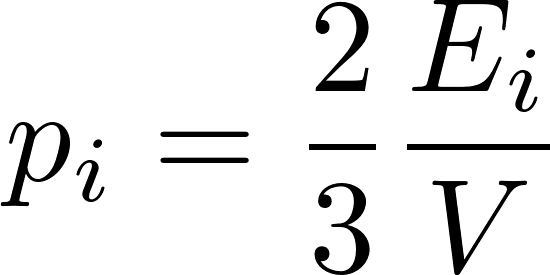 p_i = \frac{2}{3} \frac{E_i}{V}